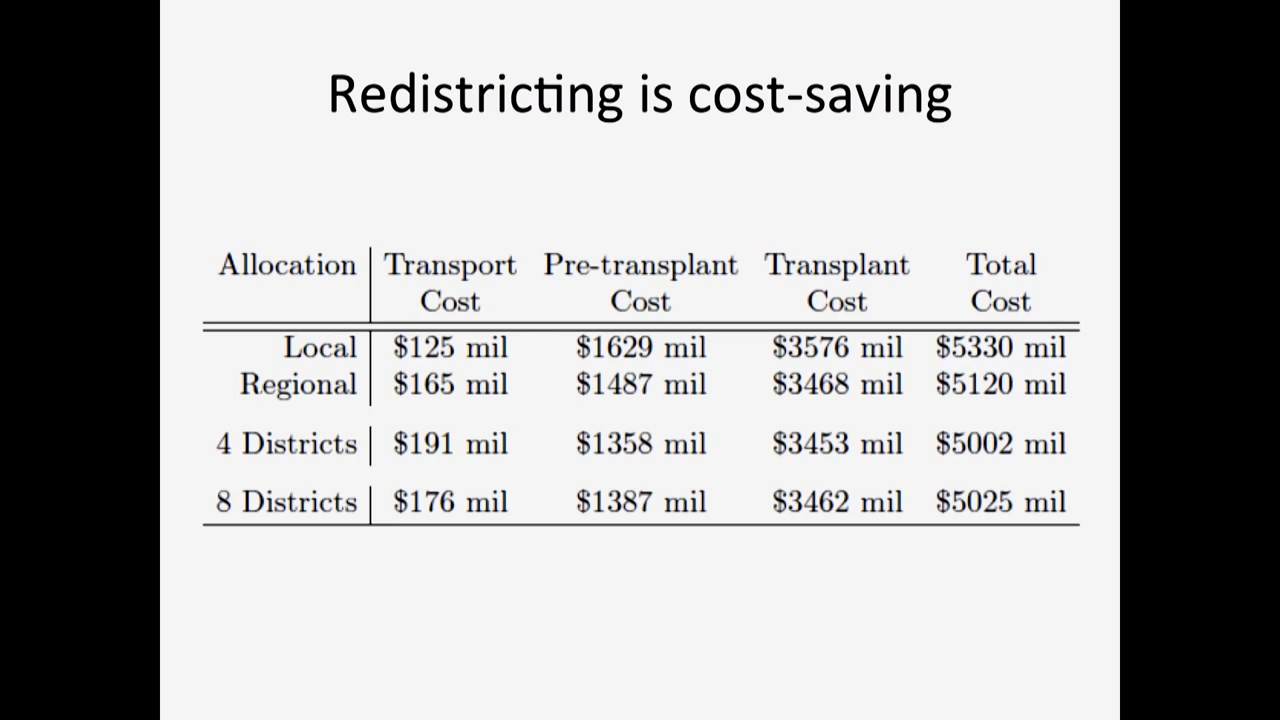 Redistricting is cost-saving
Allocation Transport Pre-transplant Transplant Total
Cost Cost Cost Cost
Local $125 mil $1629 mil $3576 mil $5330 mil
Regional $165 mil $1487 mil $3468 mil $5120 mil
4 Districts $191 mil $1358 mil $3453 mil $5002 mil
8 Districts $176 mil $1387 mil $3462 mil $5025 mil